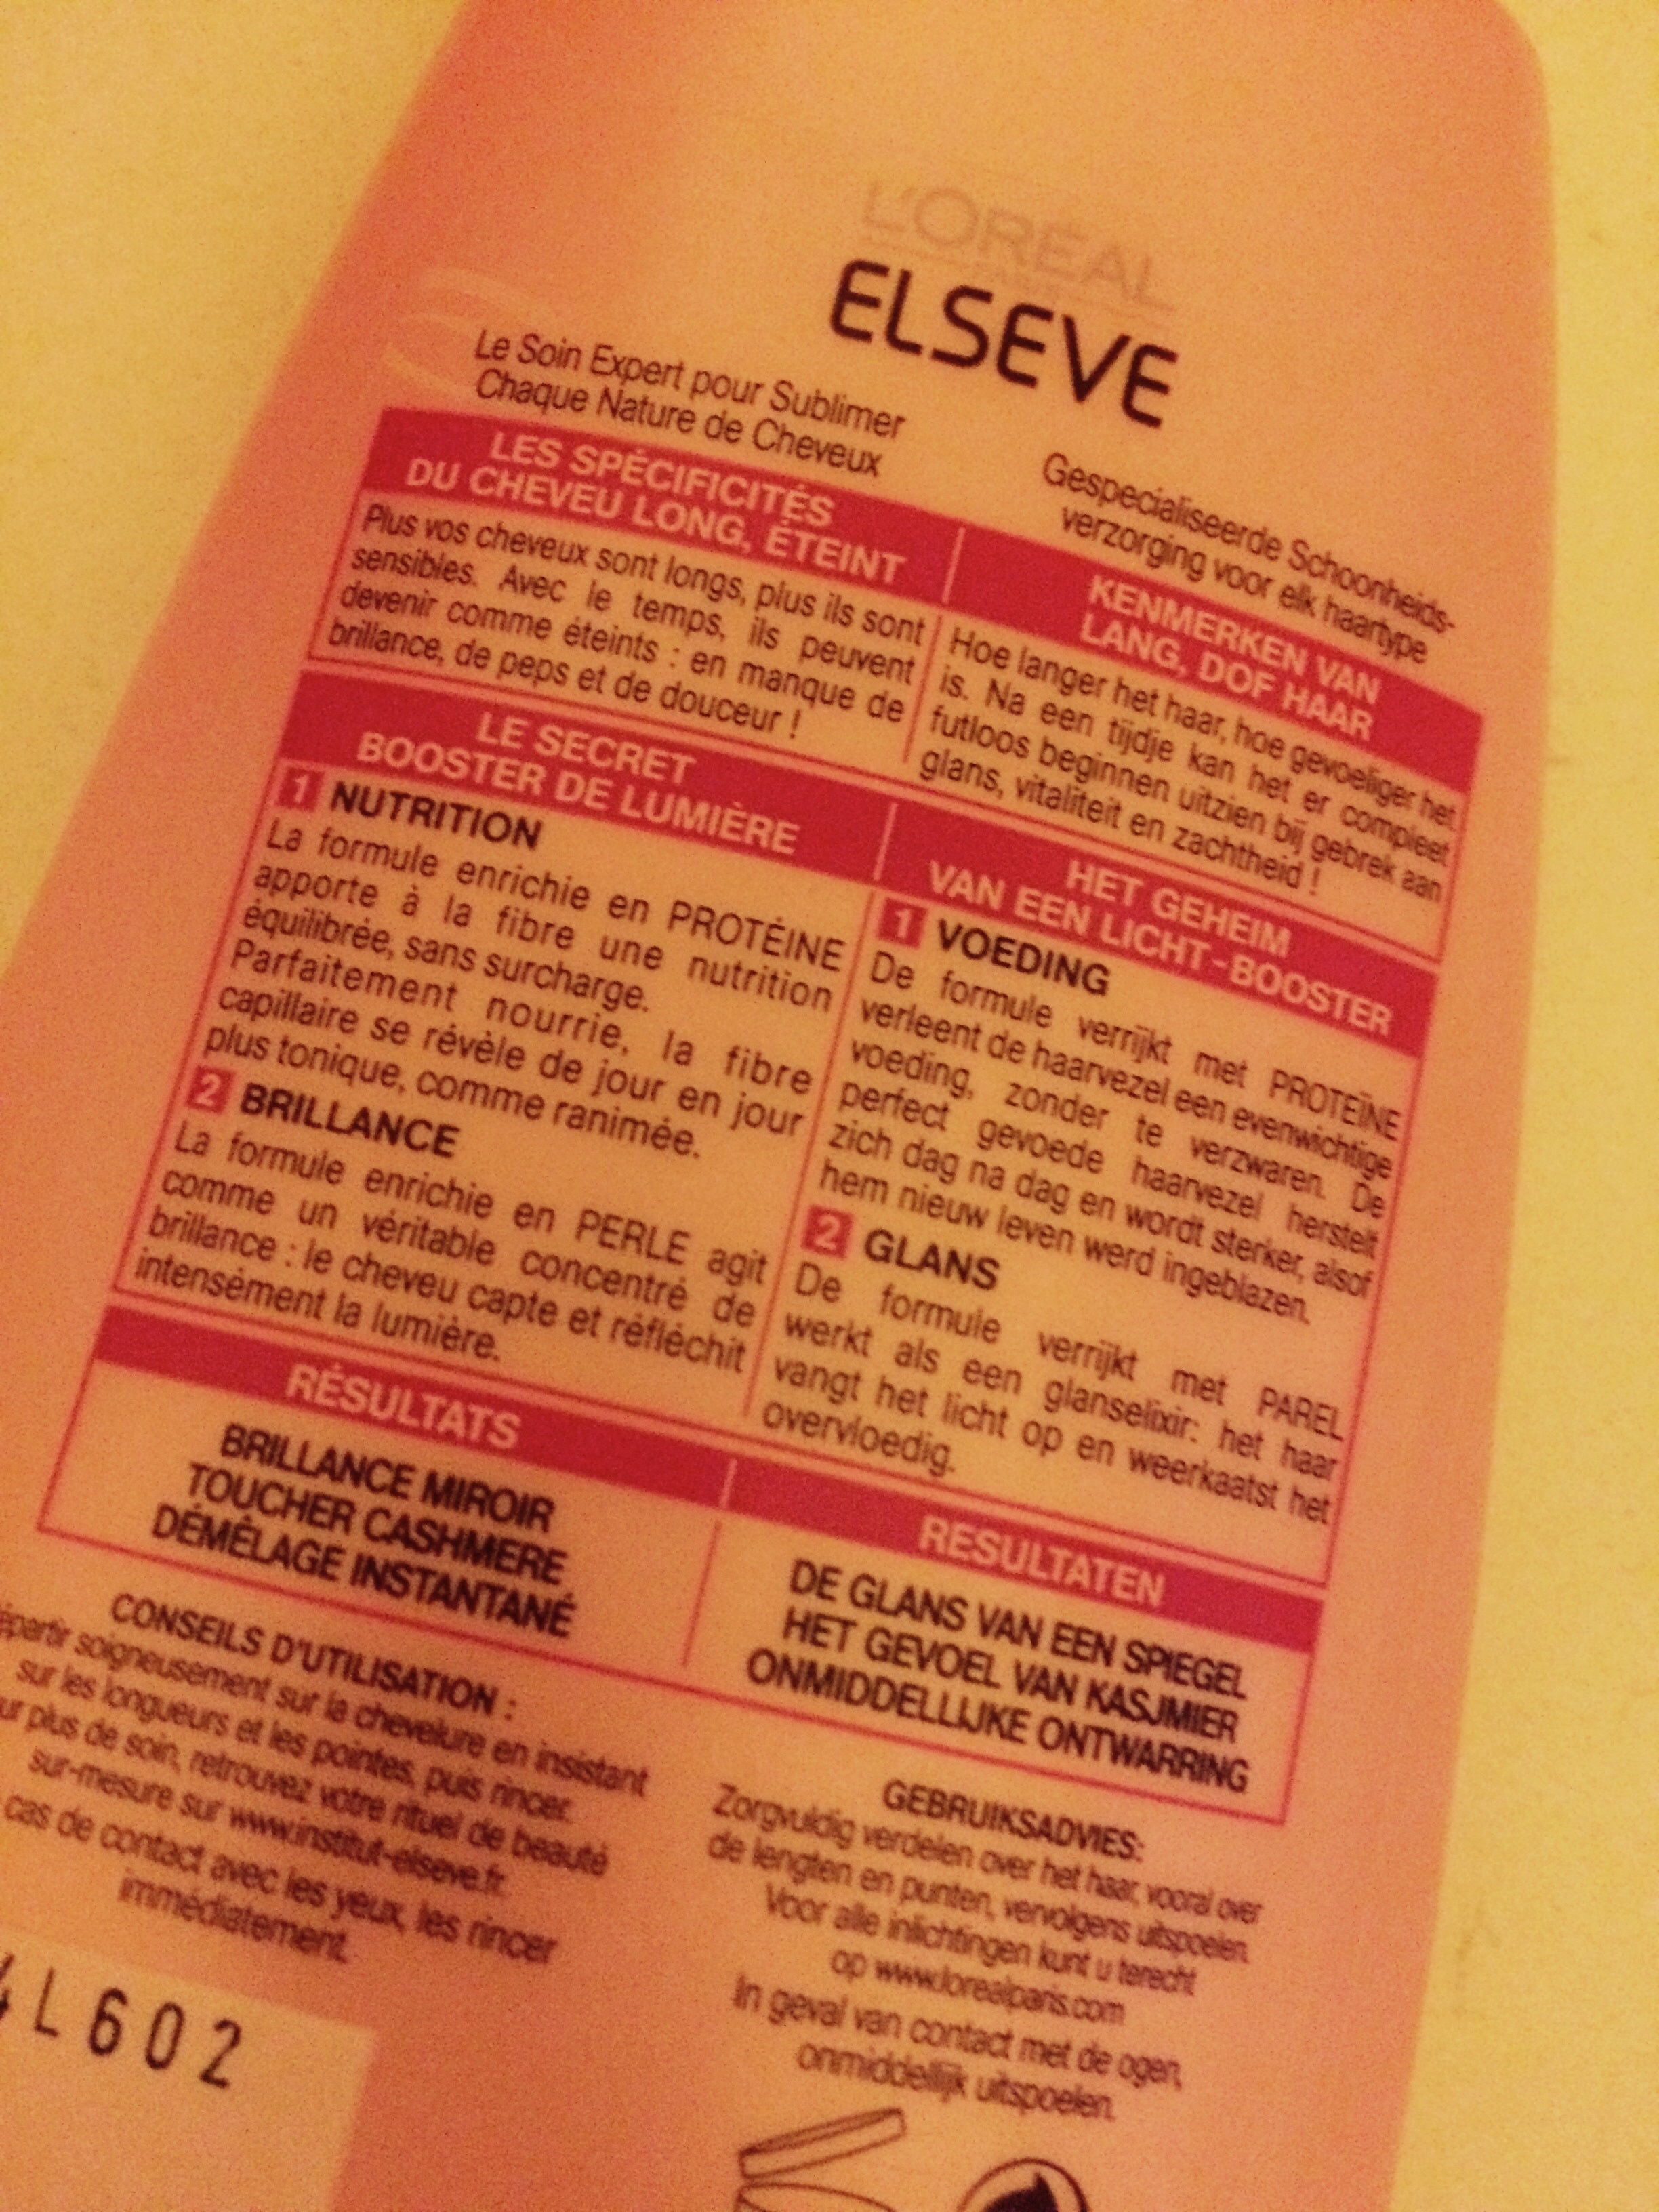 L'ORÉAL
ELSEVE
Le Soin Expert pour Sublimer
Chaque Nature de Cheveux
LES SPÉCIFICITÉS
DU CHEVEU LONG, ÉTEINT
Plus vos cheveux sont longs, plus ils sont
sensibles. Avec le temps, ils peuvent
devenir comme éteints : en manque de
brillance, de peps et de douceur !
LE SECRET
BOOSTER DE LUMIÈRE
1 NUTRITION
La formule enrichie en PROTÉINE
apporte à la fibre une nutrition
équilibrée, sans surcharge.
Parfaitement nourrie, la fibre
capillaire se révèle de jour en jour
plus tonique, comme ranimée.
2 BRILLANCE
La formule enrichie en PERLE agit
comme un véritable concentré de
brillance : le cheveu capte et réfléchit
intensément la lumière.
RÉSULTATS
BRILLANCE MIROIR
TOUCHER CASHMERE
DÉMÊLAGE INSTANTANÉ
CONSEILS D'UTILISATION :
épartir soigneusement sur la chevelure en insistant
sur les longueurs et les pointes, puis rincer.
ur plus de soin, retrouvez votre rituel de beauté
sur-mesure sur www.institut-elseve.fr.
cas de contact avec les yeux, les rincer
immédiatement.
4L602
Gespecialiseerde Schoonheids-
verzorging voor elk haartype
KENMERKEN VAN
LANG, DOF HAAR
Hoe langer het haar, hoe gevoeliger het
is. Na een tijdje kan het er compleet
futloos beginnen uitzien bij gebrek aan
glans, vitaliteit en zachtheid !
HET GEHEIM
VAN EEN LICHT-BOOSTER
1 VOEDING
De formule verrijkt met PROTEÏNE
verleent de haarvezel een evenwichtige
voeding, zonder te verzwaren. De
perfect gevoede haarvezel herstelt
zich dag na dag en wordt sterker, alsof
hem nieuw leven werd ingeblazen.
2 GLANS
De formule verrijkt met PAREL
werkt als een glanselixir: het haar
vangt het licht op en weerkaatst het
overvloedig.
RESULTATEN
DE GLANS VAN EEN SPIEGEL
HET GEVOEL VAN KASJMIER
ONMIDDELLIJKE ONTWARRING
GEBRUIKSADVIES:
Zorgvuldig verdelen over het haar, vooral over
de lengten en punten, vervolgens uitspoelen.
Voor alle inlichtingen kunt u terecht
op www.lorealparis.com
In geval van contact met de ogen,
onmiddellijk uitspoelen.